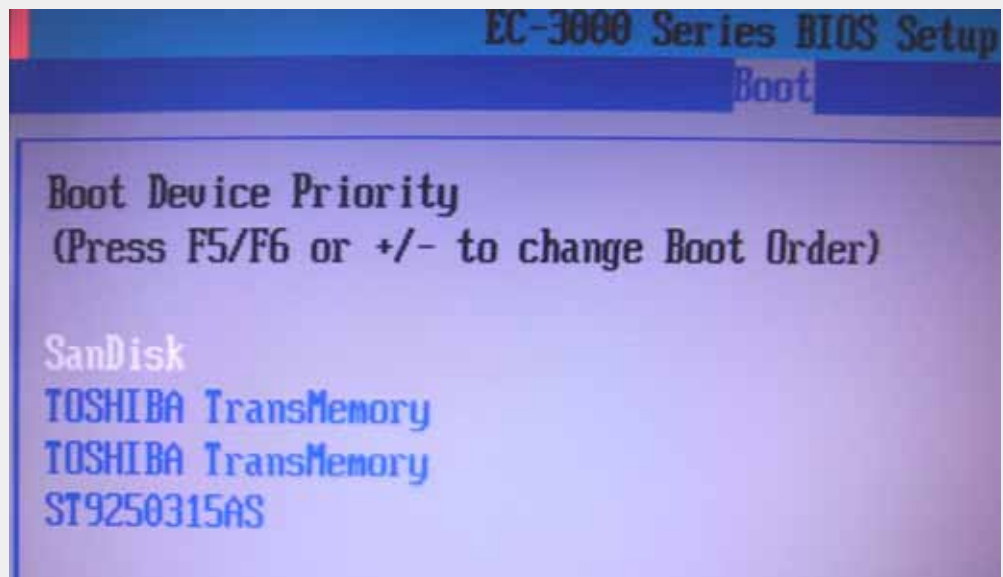 EC-3000 Series BIOS Setup
Boot
Boot Device Priority
(Press F5/F6 or +/- to change Boot Order)
SanDisk
TOSHIBA TransMemory
TOSHIBA TransMemory
ST9250315AS